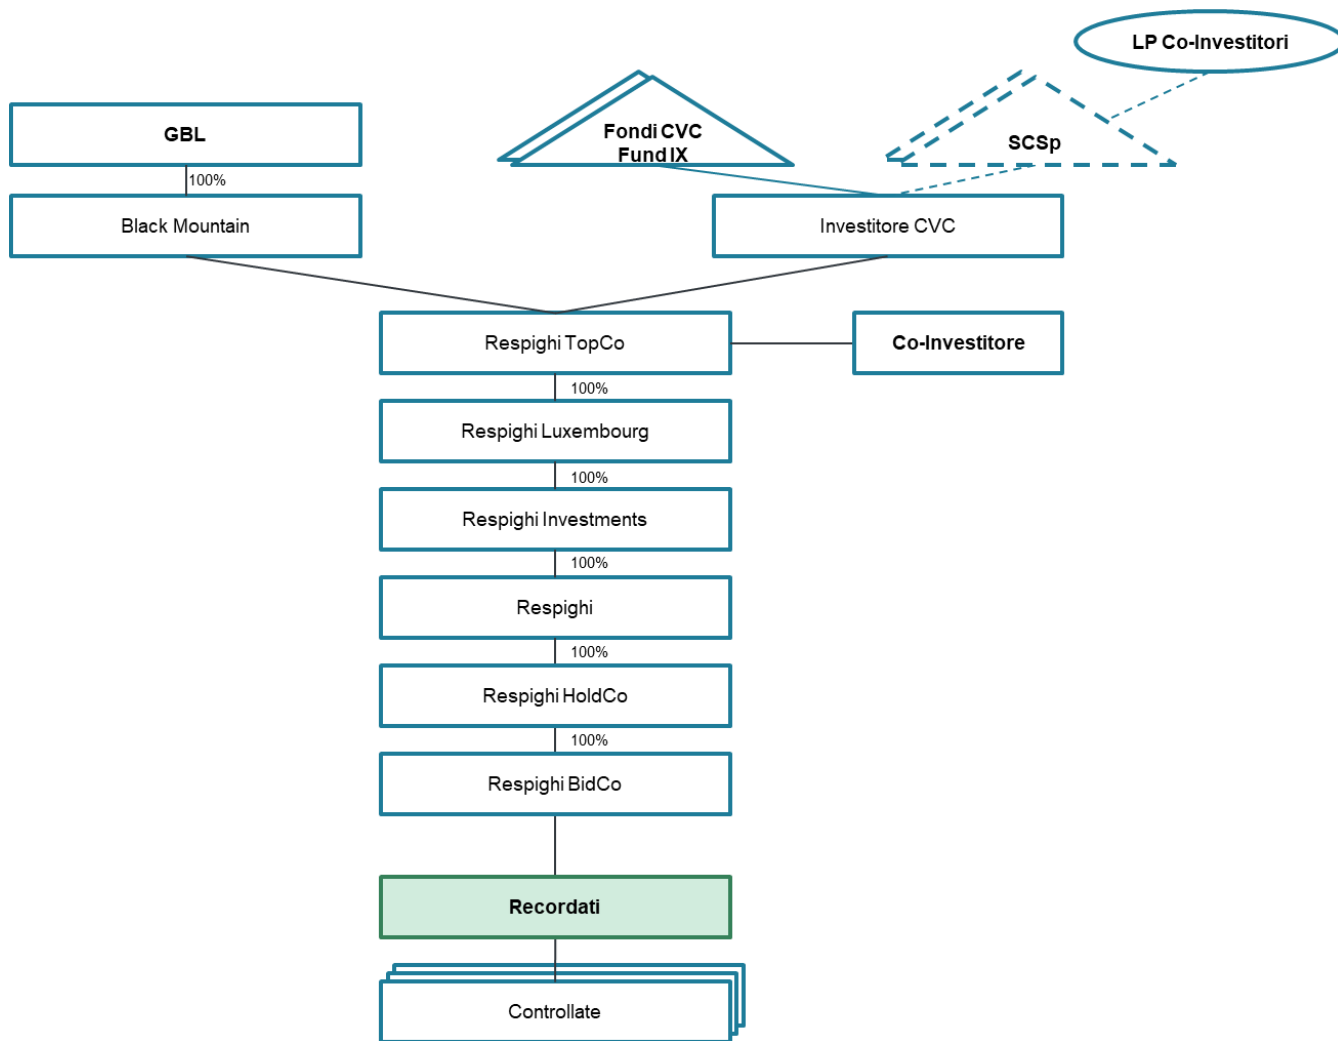 LP Co-Investitori
GBL
Fondi CVC
Fund IX
SCSp
100%
Black Mountain
Investitore CVC
Respighi TopCo
Co-Investitore
100%
Respighi Luxembourg
100%
Respighi Investments
100%
Respighi
100%
Respighi HoldCo
100%
Respighi BidCo
Recordati
Controllate